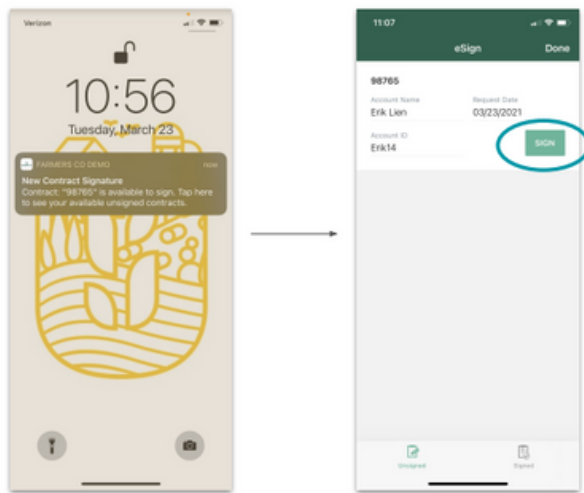 Verizon
10:56
Tuesday, March 23
FARMERS CO DEMO
now
New Contract Signature
Contract: "98765" is available to sign. Tap here
to see your available unsigned contracts.
11:07
eSign
Done
98765
Account Name
Request Date
Erik Lien
03/23/2021
Account ID
Erik14
SIGN
Unsigned
Signed